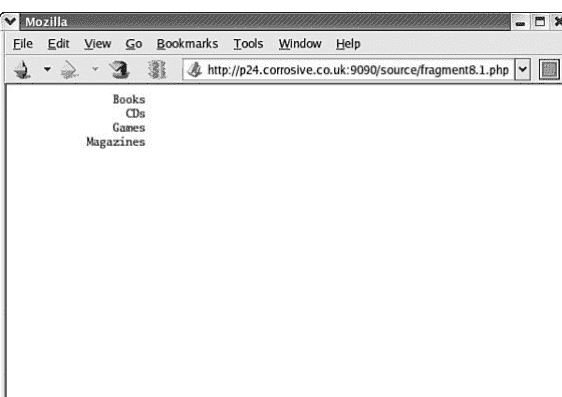 Mozilla
File Edit View Go Bookmarks Tools Window Help
http://p24.corrosive.co.uk:9090/source/fragment8.1.php
Books
CDs
Games
Magazines